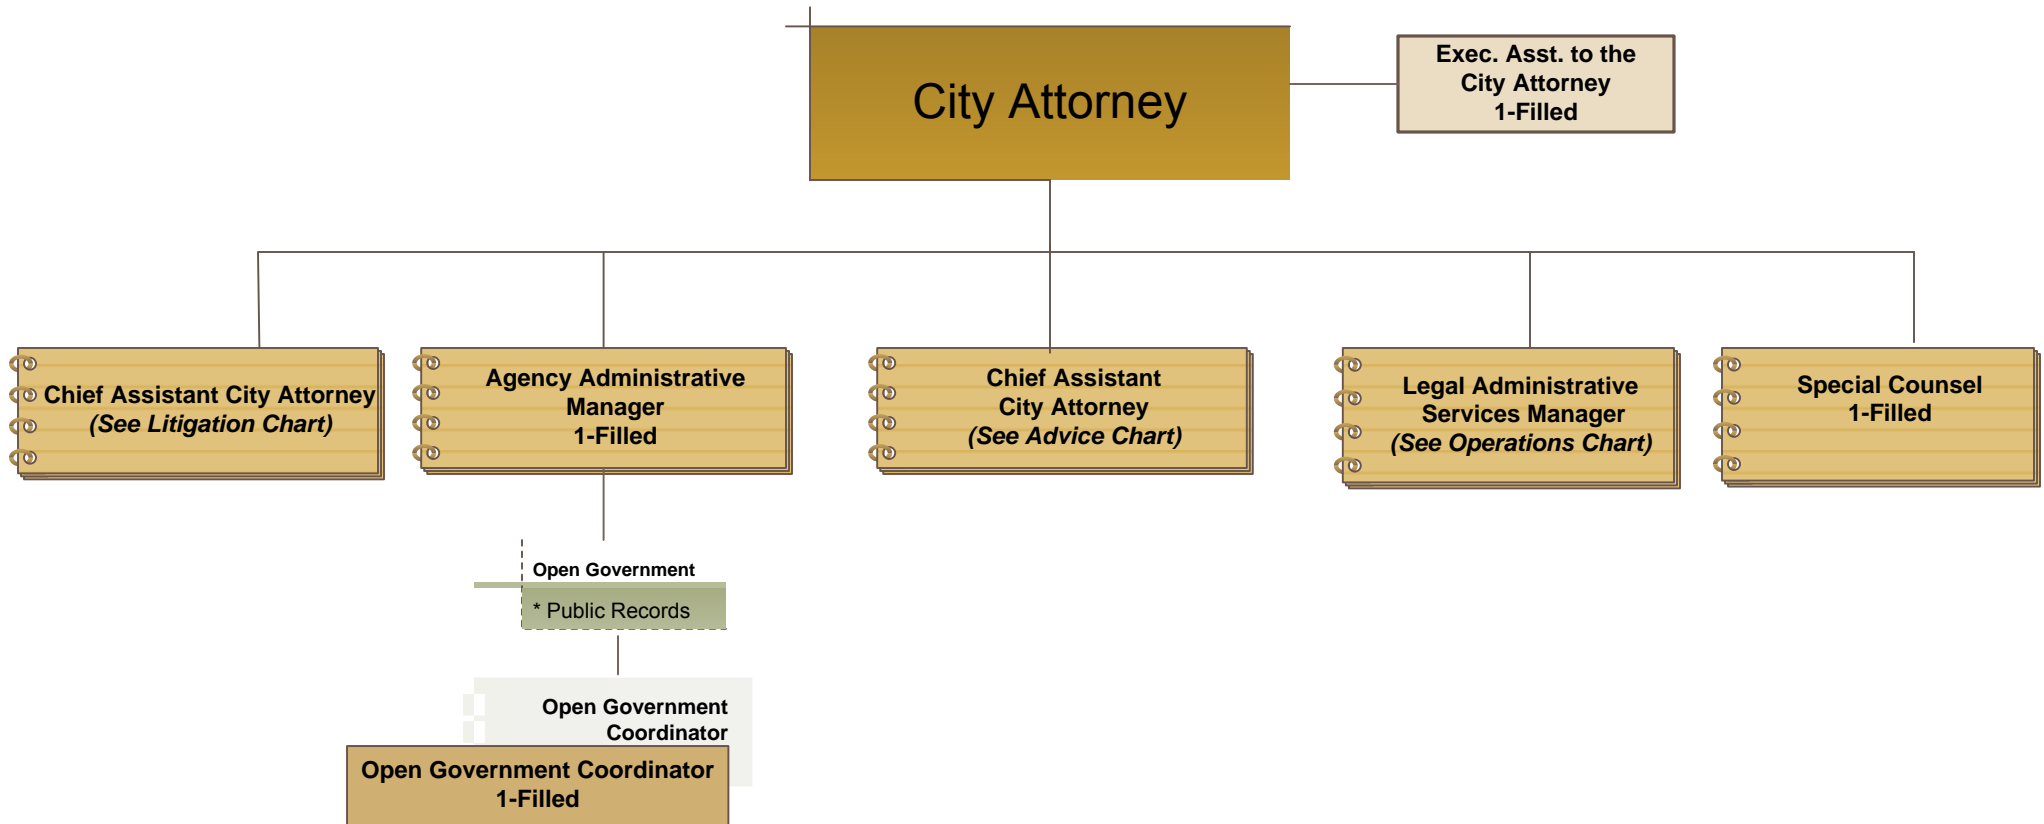 City Attorney
Exec. Asst. to the
City Attorney
1-Filled
Chief Assistant City Attorney
(See Litigation Chart)
Agency Administrative
Manager
1-Filled
Chief Assistant
City Attorney
(See Advice Chart)
Legal Administrative
Services Manager
(See Operations Chart)
Special Counsel
1-Filled
Open Government
* Public Records
Open Government
Coordinator
Open Government Coordinator
1-Filled